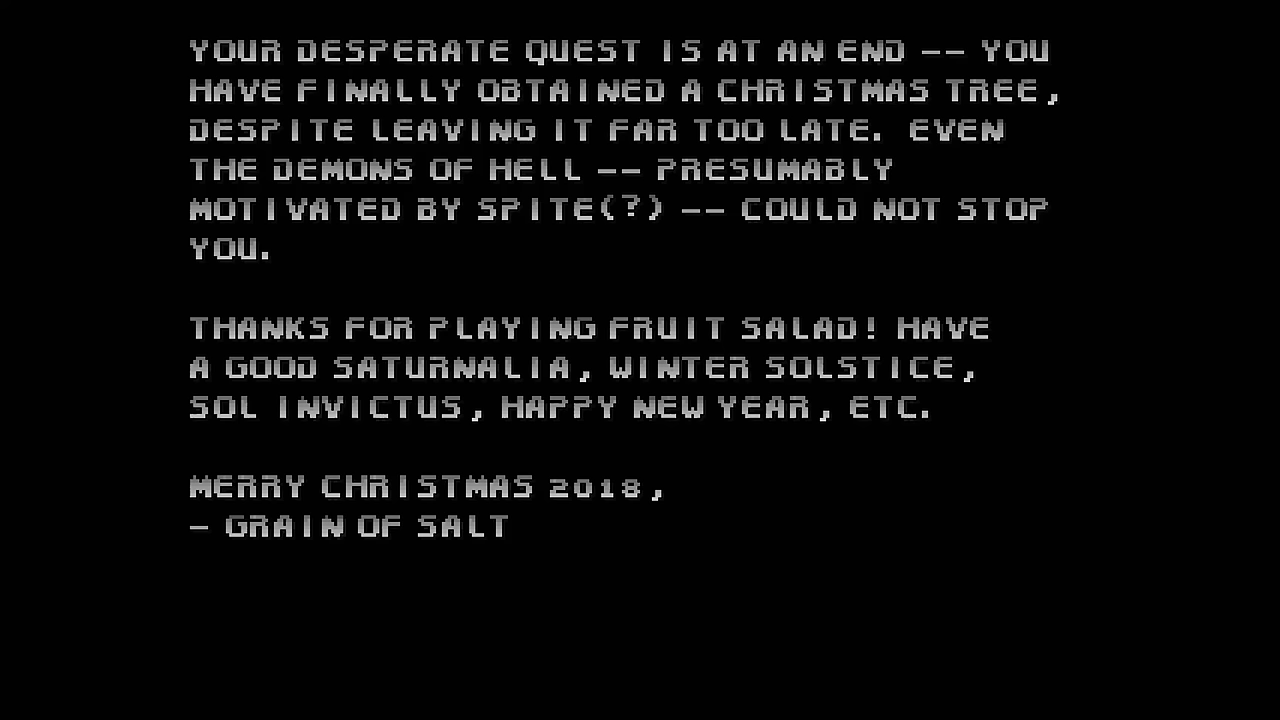 YOUR DESPERATE QUEST IS AT AN END -- YOU
HAVE FINALLY OBTAINED A CHRISTMAS TREE,
DESPITE LEAVING IT FAR TOO LATE.  EVEN
THE DEMONS OF HELL -- PRESUMABLY
MOTIVATED BY SPITE(?) -- COULD NOT STOP
YOU.

THANKS FOR PLAYING FRUIT SALAD! HAVE
A GOOD SATURNALIA, WINTER SOLSTICE,
SOL INVICTUS, HAPPY NEW YEAR, ETC.

MERRY CHRISTMAS 2018,
- GRAIN OF SALT